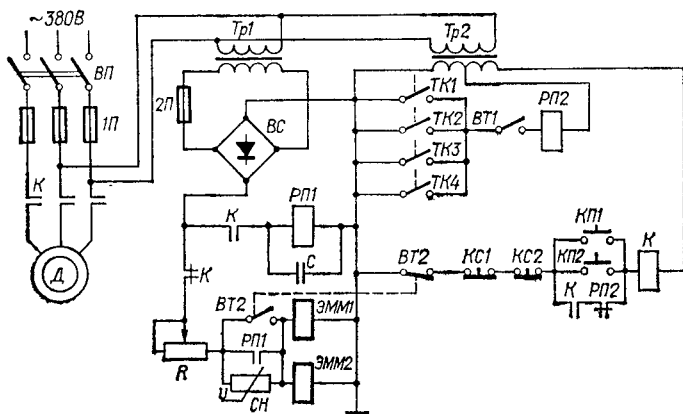 ~380В
Тр1
Тр2
ВП
2П
1П
ВС
ТК1
ТК2
ВТ1
РП2
ТК3
ТК4
К
К
РП1
С
Д
К
ВТ2
КС1
КС2
КП1
КП2
К
К
РП2
ВТ2
ЭММ1
РП1
R
U
СН
ЭММ2